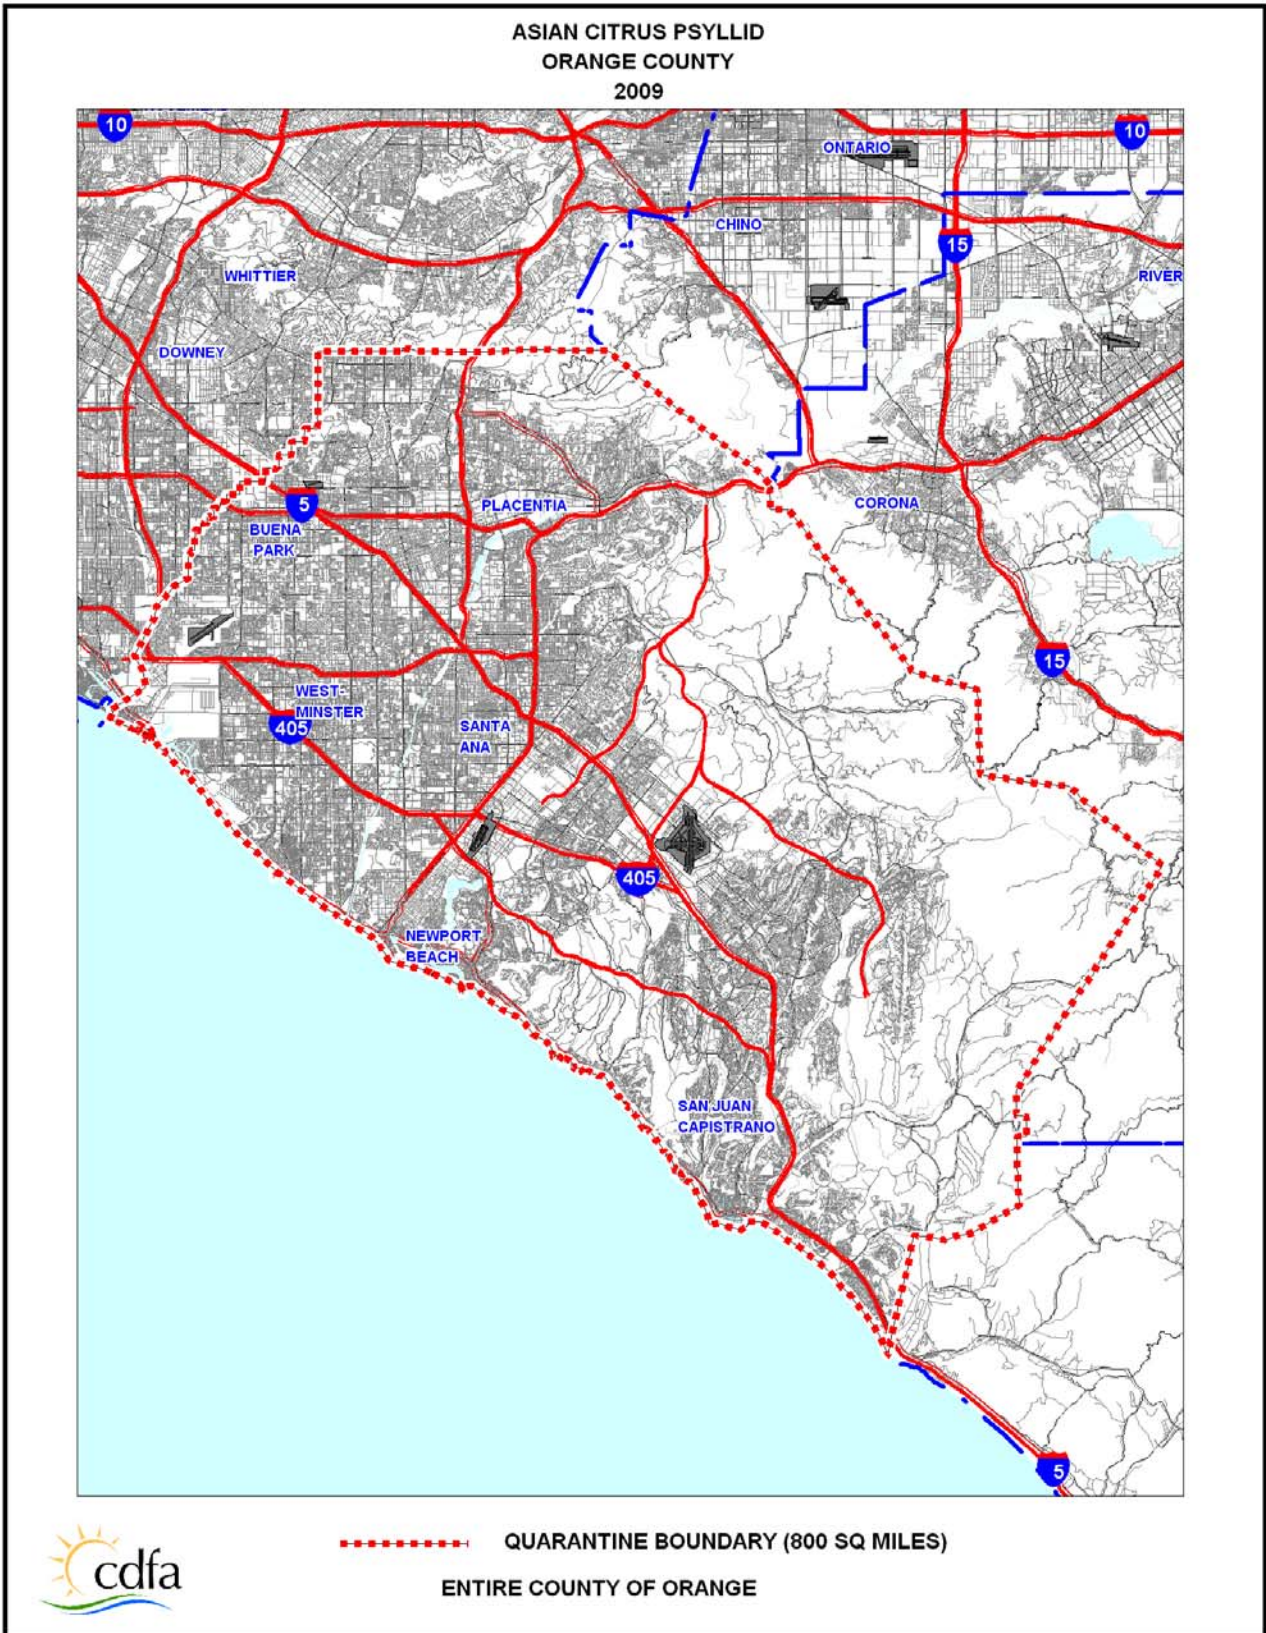 ASIAN CITRUS PSYLLID
ORANGE COUNTY
2009
10
10
ONTARIO
CHINO
15
WHITTIER
RIVER
DOWNEY
5
PLACENTIA
CORONA
BUENA
PARK
15
WEST-
MINSTER
405
SANTA
ANA
405
NEWPORT
BEACH
SAN JUAN
CAPISTRANO
5
cdfa
QUARANTINE BOUNDARY (800 SQ MILES)
ENTIRE COUNTY OF ORANGE